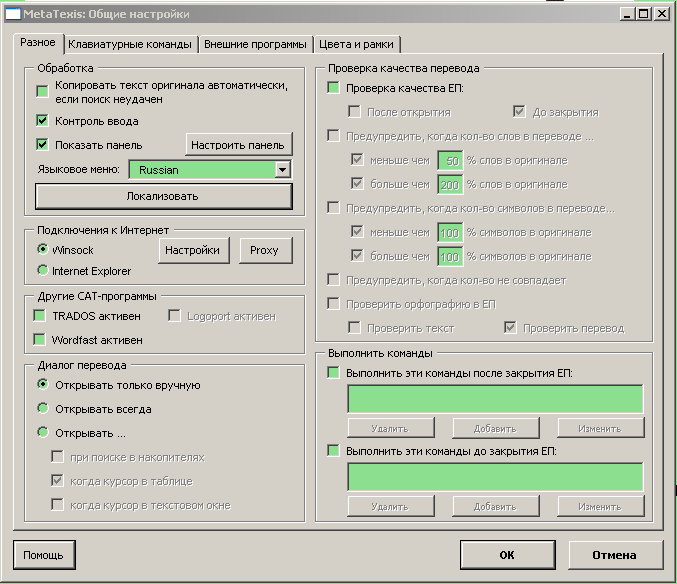 MetaTexis: Общие настройки
Разное
Клавиатурные команды
Внешние программы
Цвета и рамки
Обработка
Копировать текст оригинала автоматически,
если поиск неудачен
Контроль ввода
Показать панель
Настроить панель
Языковое меню:
Russian
Локализовать
Подключения к Интернет
Winsock
Настройки
Proxy
Internet Explorer
Другие CAT-программы
TRADOS активен
Logoport активен
Wordfast активен
Диалог перевода
Открывать только вручную
Открывать всегда
Открывать ...
при поиске в накопителях
когда курсор в таблице
когда курсор в текстовом окне
Проверка качества перевода
Проверка качества ЕП:
После открытия
До закрытия
Предупредить, когда кол-во слов в переводе ...
меньше чем 50 % слов в оригинале
больше чем 200 % слов в оригинале
Предупредить, когда кол-во символов в переводе...
меньше чем 100 % символов в оригинале
больше чем 100 % символов в оригинале
Предупредить, когда кол-во не совпадает
Проверить орфографию в ЕП
Проверить текст
Проверить перевод
Выполнить команды
Выполнить эти команды после закрытия ЕП:
Удалить
Добавить
Изменить
Выполнить эти команды до закрытия ЕП:
Удалить
Добавить
Изменить
Помощь
OK
Отмена